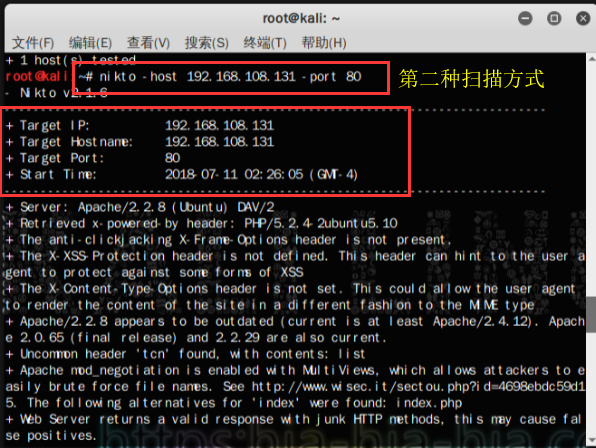 root@kali: ~
文件(F) 编辑(E) 查看(V) 搜索(S) 终端(T) 帮助(H)
+ 1 host(s) tested
root@kali:~# nikto -host 192.168.108.131 -port 80
第二种扫描方式
- Nikto v2.1.6
---------------------------------------------------------------------------
+ Target IP: 192.168.108.131
+ Target Hostname: 192.168.108.131
+ Target Port: 80
+ Start Time: 2018-07-11 02:26:05 (GMT-4)
---------------------------------------------------------------------------
+ Server: Apache/2.2.8 (Ubuntu) DAV/2
+ Retrieved x-powered-by header: PHP/5.2.4-2ubuntu5.10
+ The anti-clickjacking X-Frame-Options header is not present.
+ The X-XSS-Protection header is not defined. This header can hint to the user a
gent to protect against some forms of XSS
+ The X-Content-Type-Options header is not set. This could allow the user agent
to render the content of the site in a different fashion to the MIME type
+ Apache/2.2.8 appears to be outdated (current is at least Apache/2.4.12). Apach
e 2.0.65 (final release) and 2.2.29 are also current.
+ Uncommon header 'tcn' found, with contents: list
+ Apache mod_negotiation is enabled with MultiViews, which allows attackers to e
asily brute force file names. See http://www.wisec.it/sectou.php?id=4698ebdc59d1
5. The following alternatives for 'index' were found: index.php
+ Web Server returns a valid response with junk HTTP methods, this may cause fal
se positives.